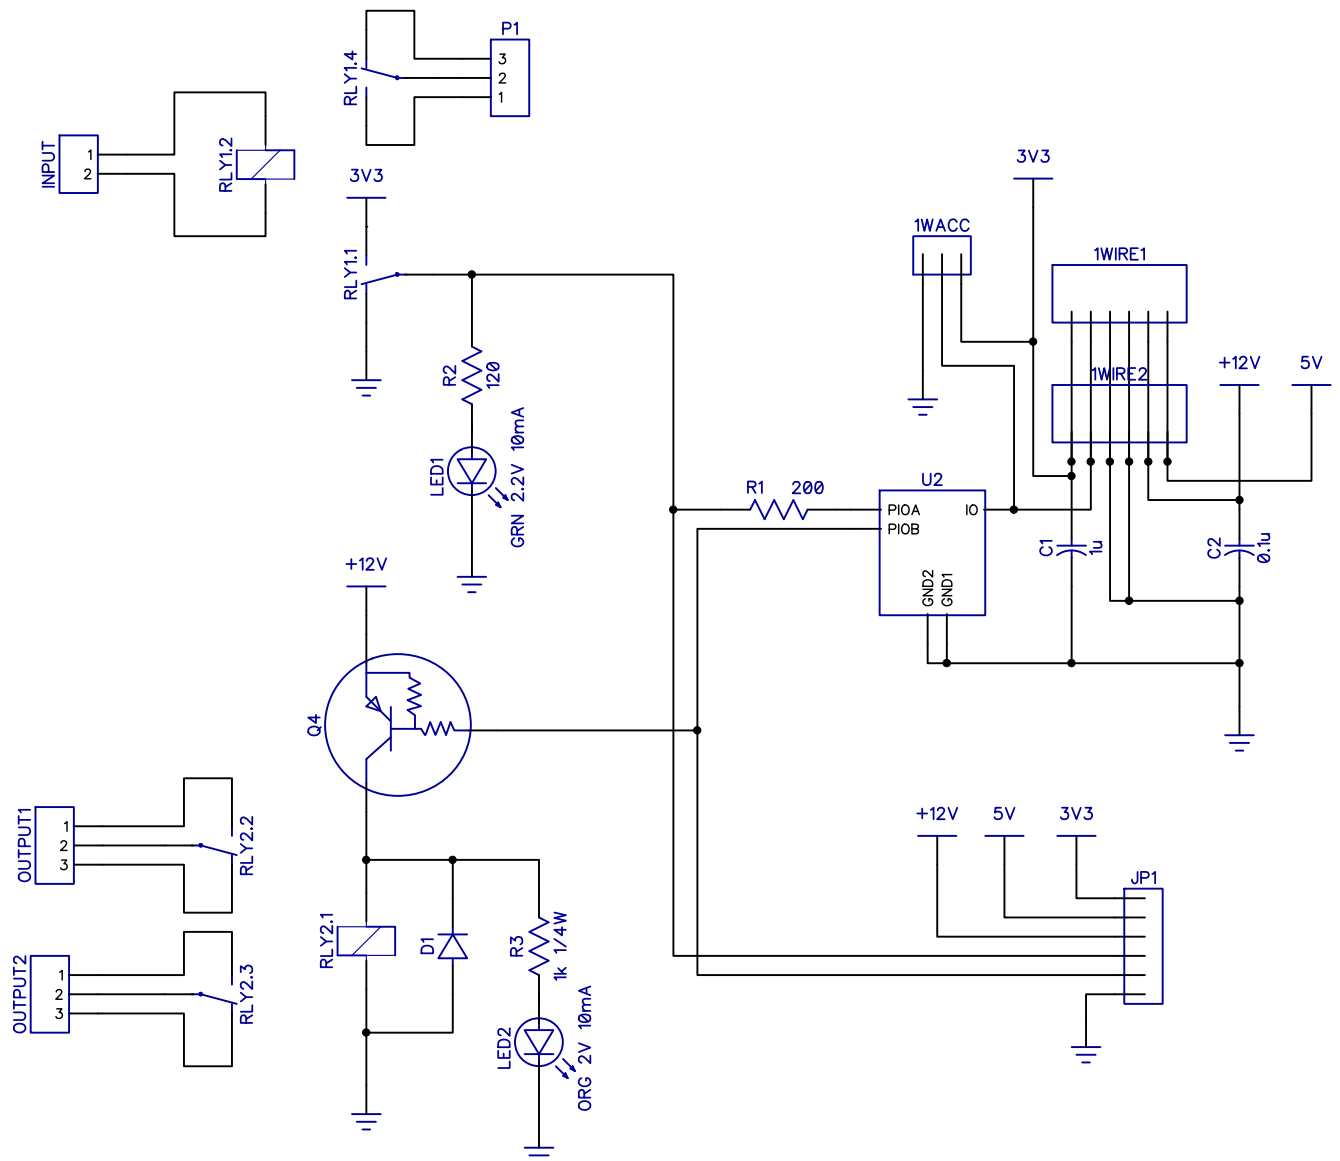 P1
RLY1.4
3
2
1
INPUT
1
2
RLY1.2
3V3
RLY1.1
3V3
1WACC
1WIRE1
1WIRE2
+12V
5V
R2
120
LED1
GRN 2.2V 10mA
R1 200
U2
PIOA
PIOB
IO
GND2
GND1
C1
1u
C2
0.1u
+12V
Q4
OUTPUT1
1
2
3
RLY2.2
OUTPUT2
1
2
3
RLY2.3
RLY2.1
D1
R3
1k 1/4W
LED2
ORG 2V 10mA
+12V
5V
3V3
JP1